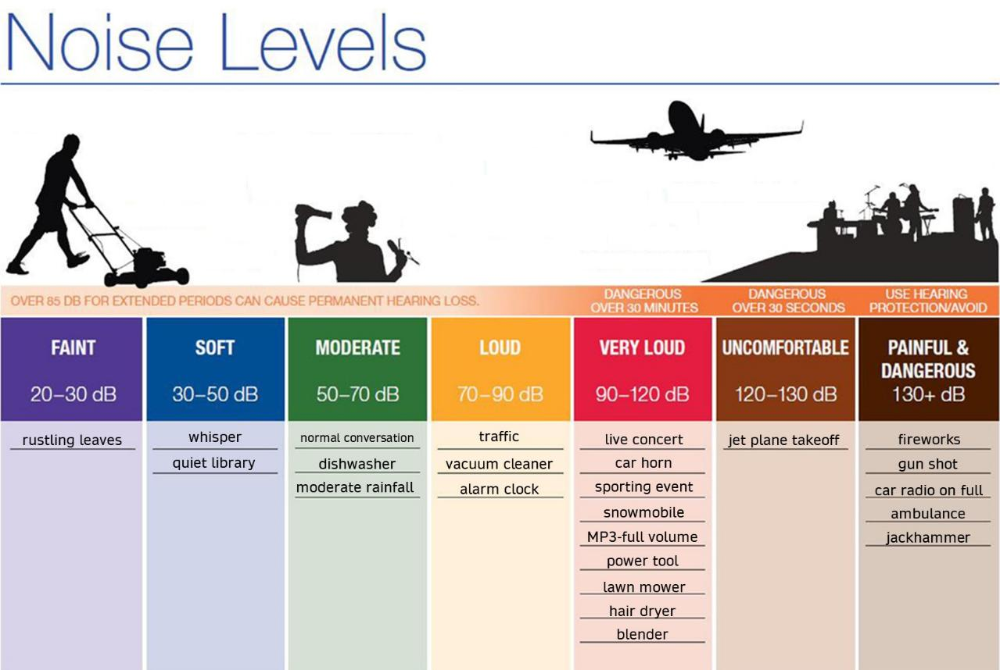 Noise Levels
OVER 85 DB FOR EXTENDED PERIODS CAN CAUSE PERMANENT HEARING LOSS.
DANGEROUS
OVER 30 MINUTES
DANGEROUS
OVER 30 SECONDS
USE HEARING
PROTECTION/AVOID
FAINT
20–30 dB
rustling leaves
SOFT
30–50 dB
whisper
quiet library
MODERATE
50–70 dB
normal conversation
dishwasher
moderate rainfall
LOUD
70–90 dB
traffic
vacuum cleaner
alarm clock
VERY LOUD
90–120 dB
live concert
car horn
sporting event
snowmobile
MP3-full volume
power tool
lawn mower
hair dryer
blender
UNCOMFORTABLE
120–130 dB
jet plane takeoff
PAINFUL &
DANGEROUS
130+ dB
fireworks
gun shot
car radio on full
ambulance
jackhammer